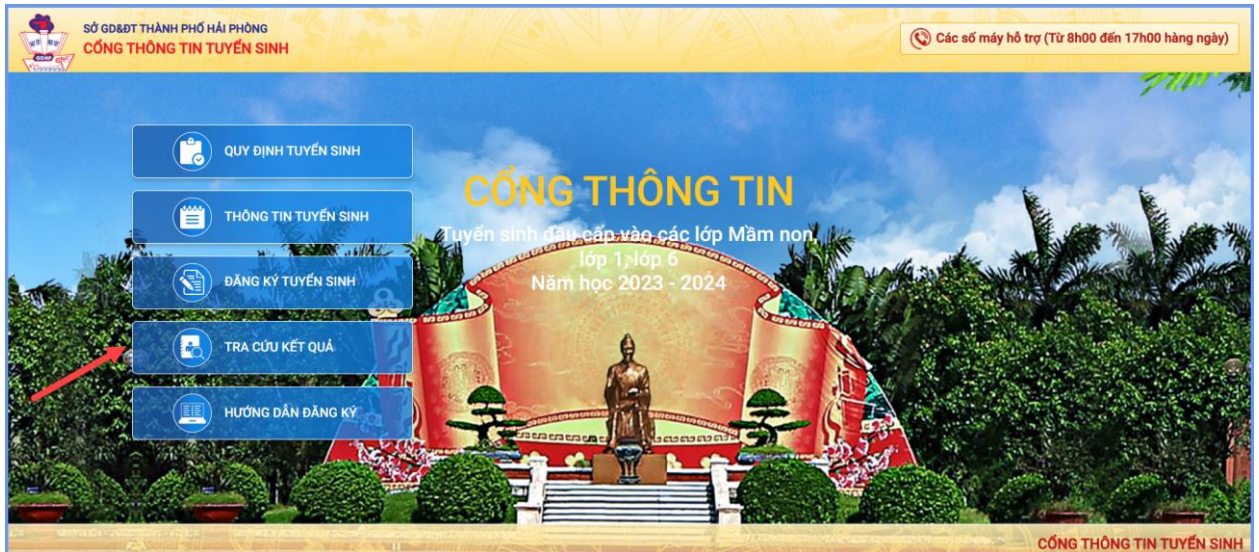 SỞ GD&ĐT THÀNH PHỐ HẢI PHÒNG
CỔNG THÔNG TIN TUYỂN SINH
Các số máy hỗ trợ (Từ 8h00 đến 17h00 hàng ngày)
QUY ĐỊNH TUYỂN SINH
THÔNG TIN TUYỂN SINH
ĐĂNG KÝ TUYỂN SINH
TRA CỨU KẾT QUẢ
HƯỚNG DẪN ĐĂNG KÝ
CỔNG THÔNG TIN
Tuyển sinh đầu cấp vào các lớp Mầm non,
lớp 1, lớp 6
Năm học 2023 - 2024
CỔNG THÔNG TIN TUYỂN SINH